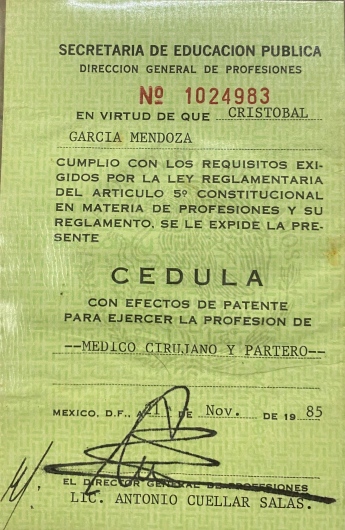 SECRETARIA DE EDUCACION PUBLICA
DIRECCION GENERAL DE PROFESIONES
Nº 1024983
EN VIRTUD DE QUE CRISTOBAL
GARCIA MENDOZA
CUMPLIO CON LOS REQUISITOS EXI-
GIDOS POR LA LEY REGLAMENTARIA
DEL ARTICULO 5º CONSTITUCIONAL
EN MATERIA DE PROFESIONES Y SU
REGLAMENTO, SE LE EXPIDE LA PRE-
SENTE
CEDULA
CON EFECTOS DE PATENTE
PARA EJERCER LA PROFESION DE
--MEDICO CIRUJANO Y PARTERO--
MEXICO, D.F., A DE Nov. DE 1985
EL DIRECTOR GENERAL DE PROFESIONES
LIC. ANTONIO CUELLAR SALAS.